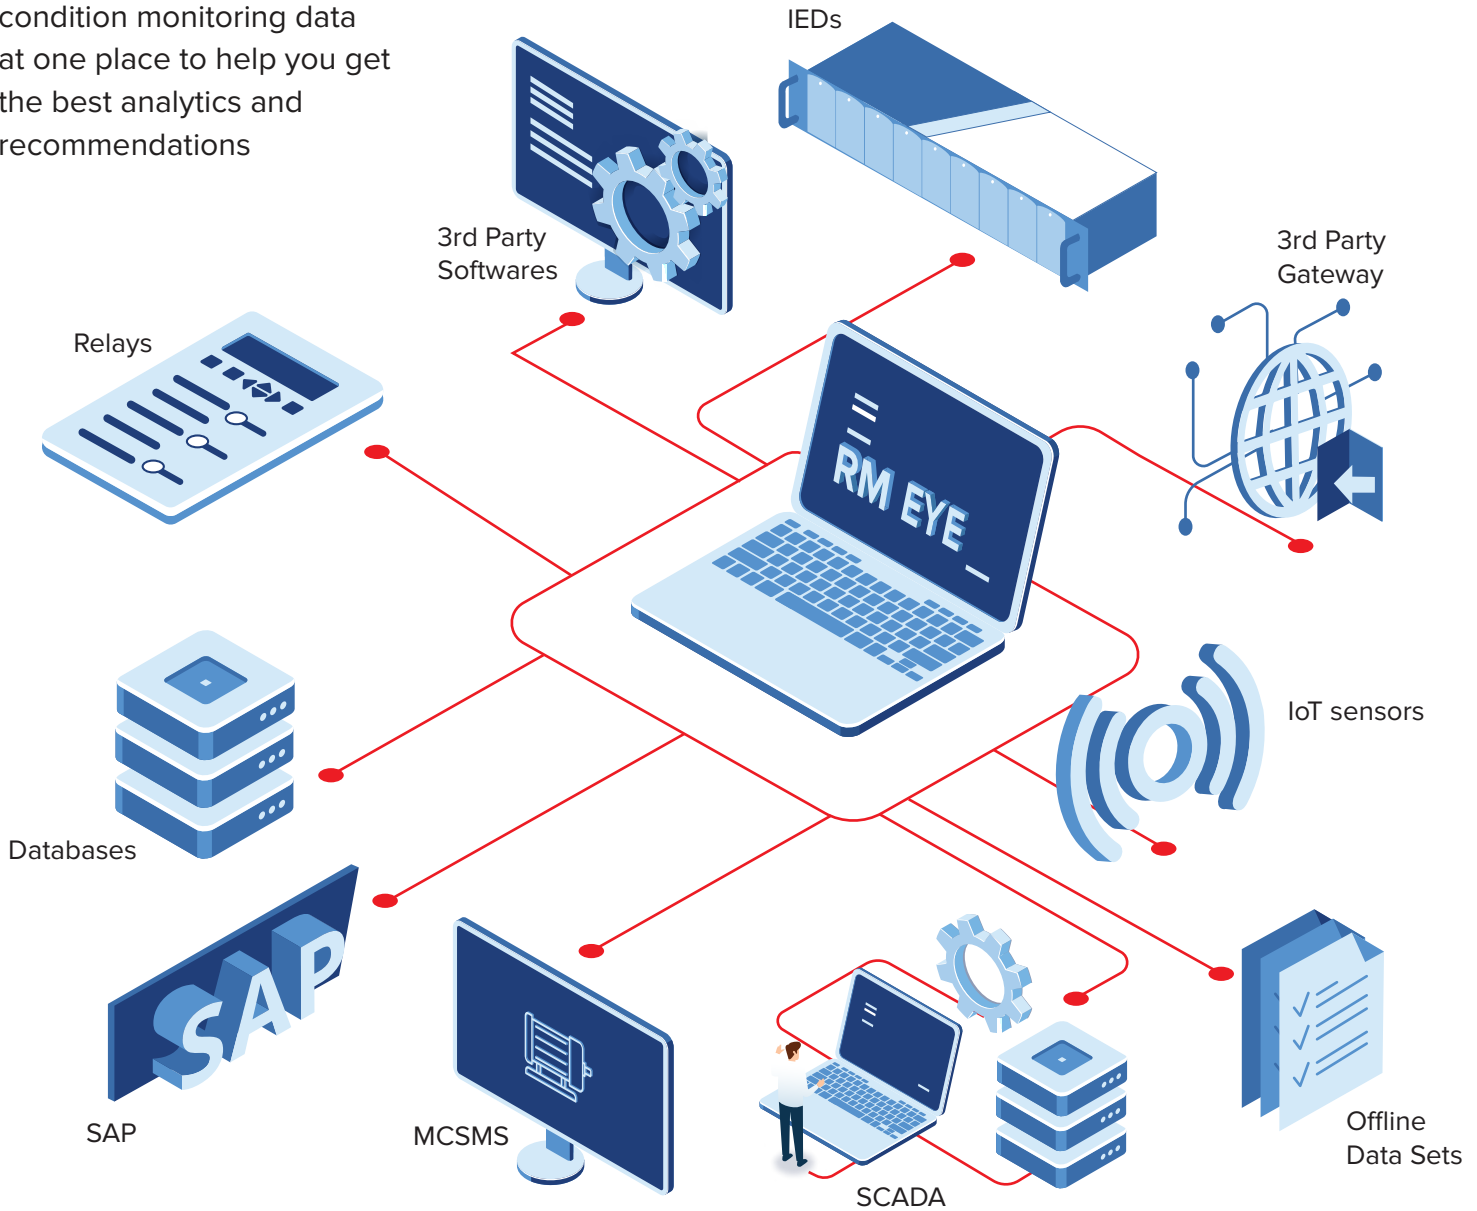 condition monitoring data
at one place to help you get
the best analytics and
recommendations
IEDs
3rd Party
Softwares
3rd Party
Gateway
Relays
RM EYE _
IoT sensors
Databases
SAP
SAP
MCSMS
SCADA
Offline
Data Sets